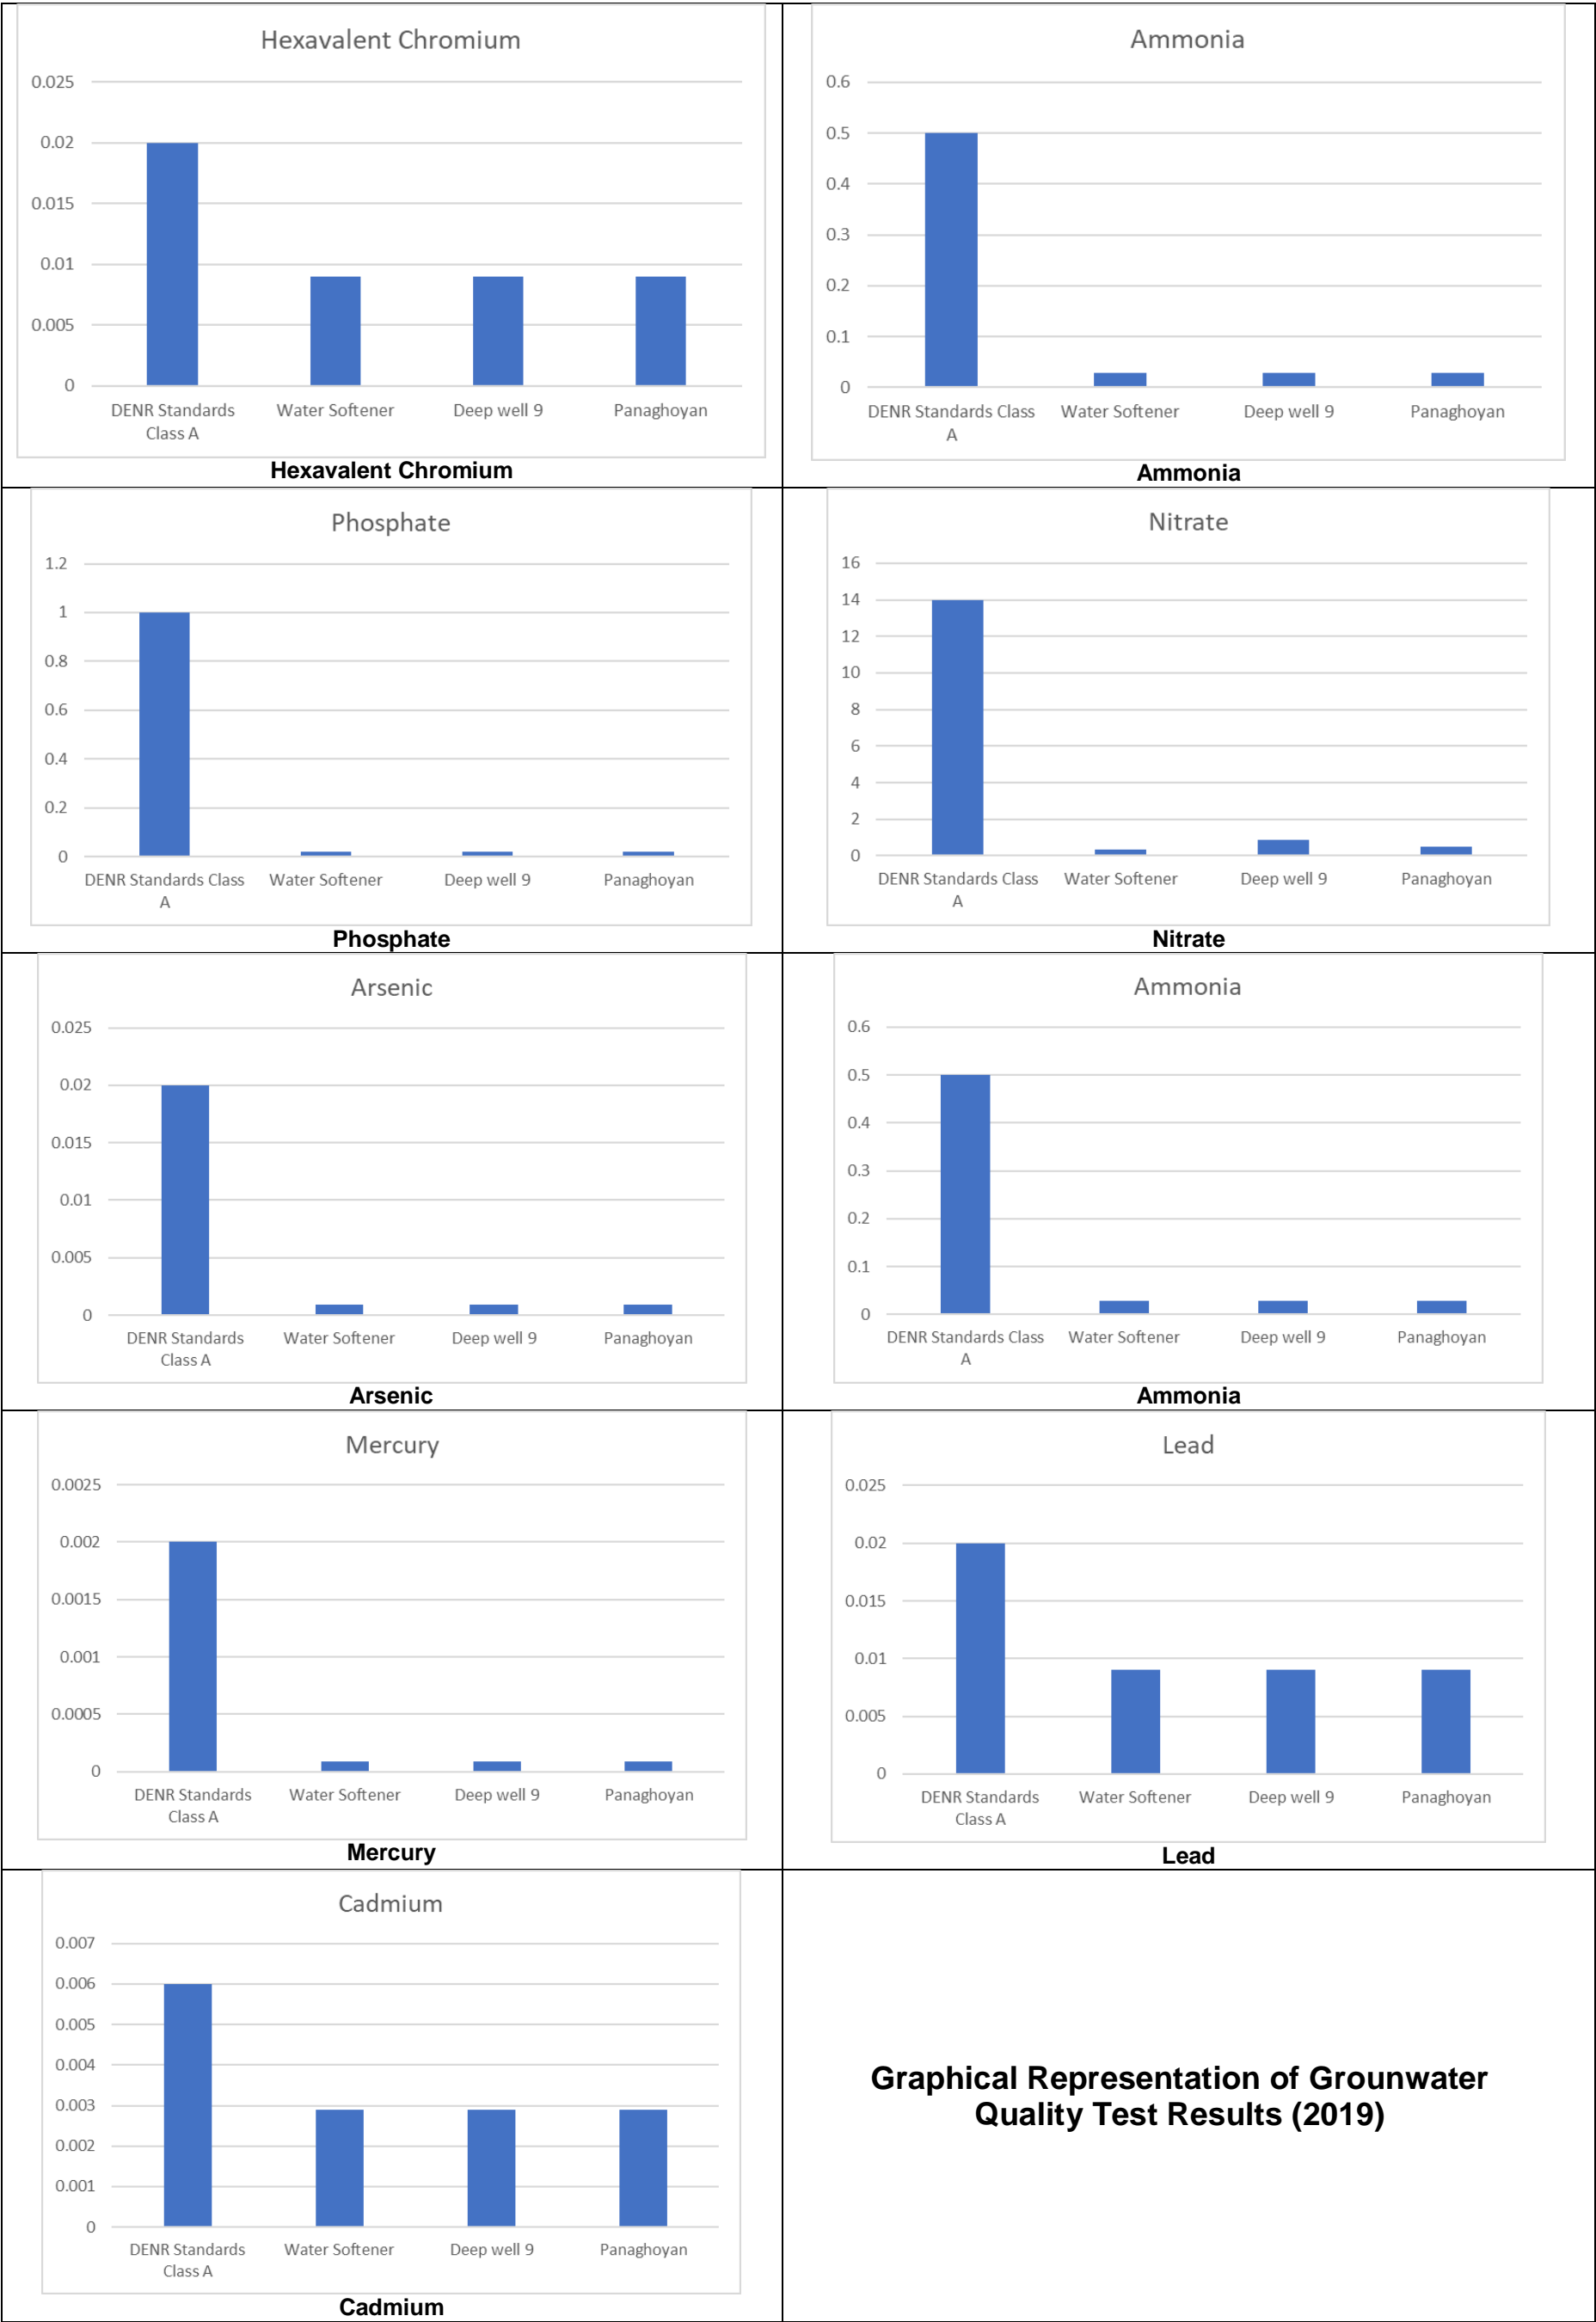 Hexavalent Chromium
0.025
0.02
0.015
0.01
0.005
0
DENR Standards Class A
Water Softener
Deep well 9
Panaghoyan
Hexavalent Chromium
Ammonia
0.6
0.5
0.4
0.3
0.2
0.1
0
DENR Standards Class A
Water Softener
Deep well 9
Panaghoyan
Ammonia
Phosphate
1.2
1
0.8
0.6
0.4
0.2
0
DENR Standards Class A
Water Softener
Deep well 9
Panaghoyan
Phosphate
Nitrate
16
14
12
10
8
6
4
2
0
DENR Standards Class A
Water Softener
Deep well 9
Panaghoyan
Nitrate
Arsenic
0.025
0.02
0.015
0.01
0.005
0
DENR Standards Class A
Water Softener
Deep well 9
Panaghoyan
Arsenic
Ammonia
0.6
0.5
0.4
0.3
0.2
0.1
0
DENR Standards Class A
Water Softener
Deep well 9
Panaghoyan
Ammonia
Mercury
0.0025
0.002
0.0015
0.001
0.0005
0
DENR Standards Class A
Water Softener
Deep well 9
Panaghoyan
Mercury
Lead
0.025
0.02
0.015
0.01
0.005
0
DENR Standards Class A
Water Softener
Deep well 9
Panaghoyan
Lead
Cadmium
0.007
0.006
0.005
0.004
0.003
0.002
0.001
0
DENR Standards Class A
Water Softener
Deep well 9
Panaghoyan
Cadmium
Graphical Representation of Grounwater
Quality Test Results (2019)